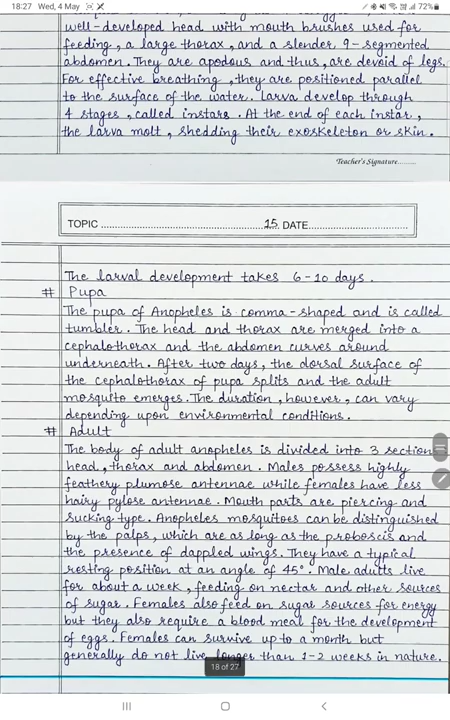 18:27 Wed, 4 May
72%
well-developed head with mouth brushes used for
feeding, a large thorax, and a slender, 9-segmented
abdomen. They are apodous and thus, are devoid of legs.
For effective breathing, they are positioned parallel
to the surface of the water. Larva develop through
4 stages, called instars. At the end of each instar,
the larva molt, shedding their exoskeleton or skin.
Teacher's Signature.........
TOPIC ........................................ 15. DATE........................
The larval development takes 6-10 days.
# Pupa
The pupa of Anopheles is comma-shaped and is called
tumbler. The head and thorax are merged into a
cephalothorax and the abdomen curves around
underneath. After two days, the dorsal surface of
the cephalothorax of pupa splits and the adult
mosquito emerges. The duration, however, can vary
depending upon environmental conditions.
# Adult
The body of adult anopheles is divided into 3 section
head, thorax and abdomen. Males possess highly
feathery plumose antennae while females have less
hairy pylose antennae. Mouth parts are piercing and
sucking type. Anopheles mosquitoes can be distinguished
by the palps, which are as long as the proboscis and
the presence of dappled wings. They have a typical
resting position at an angle of 45°. Male adults live
for about a week, feeding on nectar and other sources
of sugar. Females also feed on sugar sources for energy
but they also require a blood meal for the development
of eggs. Females can survive up to a month but
generally do not live longer than 1-2 weeks in nature.
18 of 27